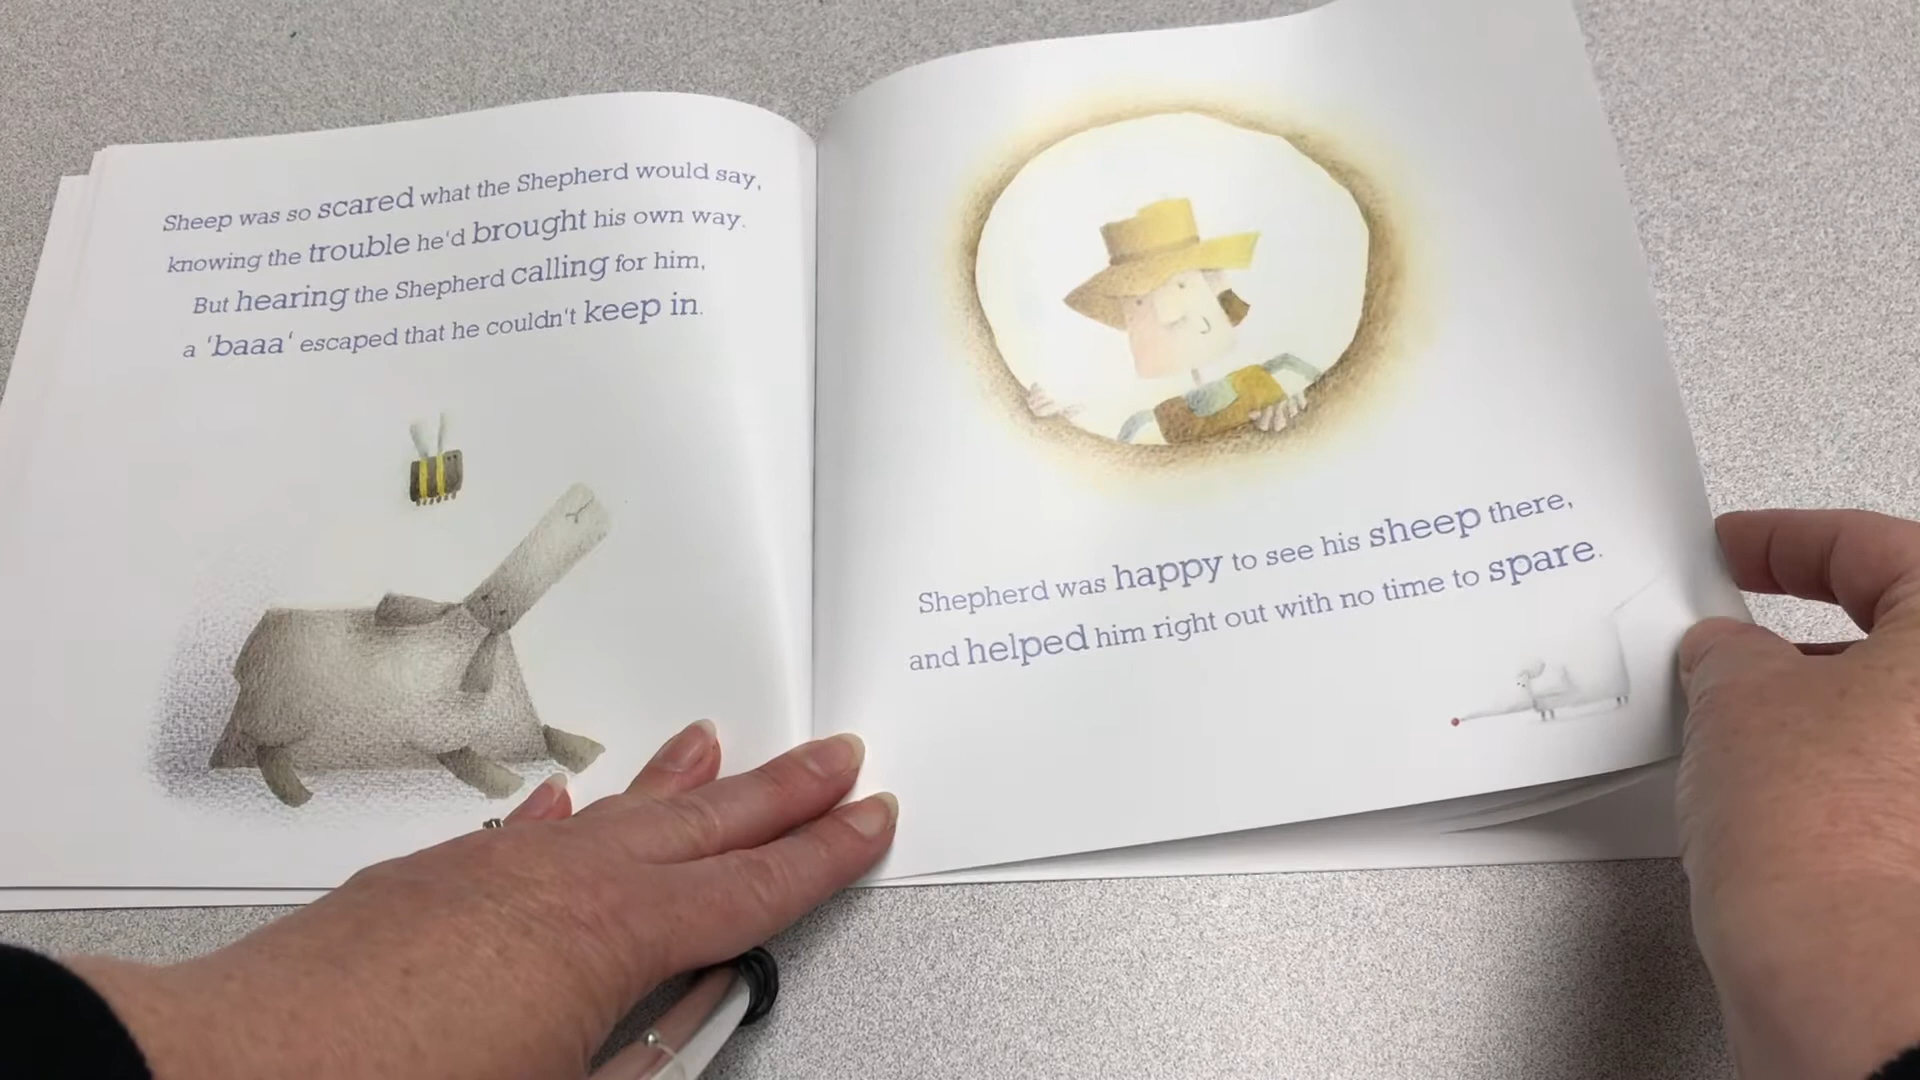 Sheep was so scared what the Shepherd would say,
knowing the trouble he'd brought his own way.
But hearing the Shepherd calling for him,
a 'baaa' escaped that he couldn't keep in.
Shepherd was happy to see his sheep there,
and helped him right out with no time to spare.